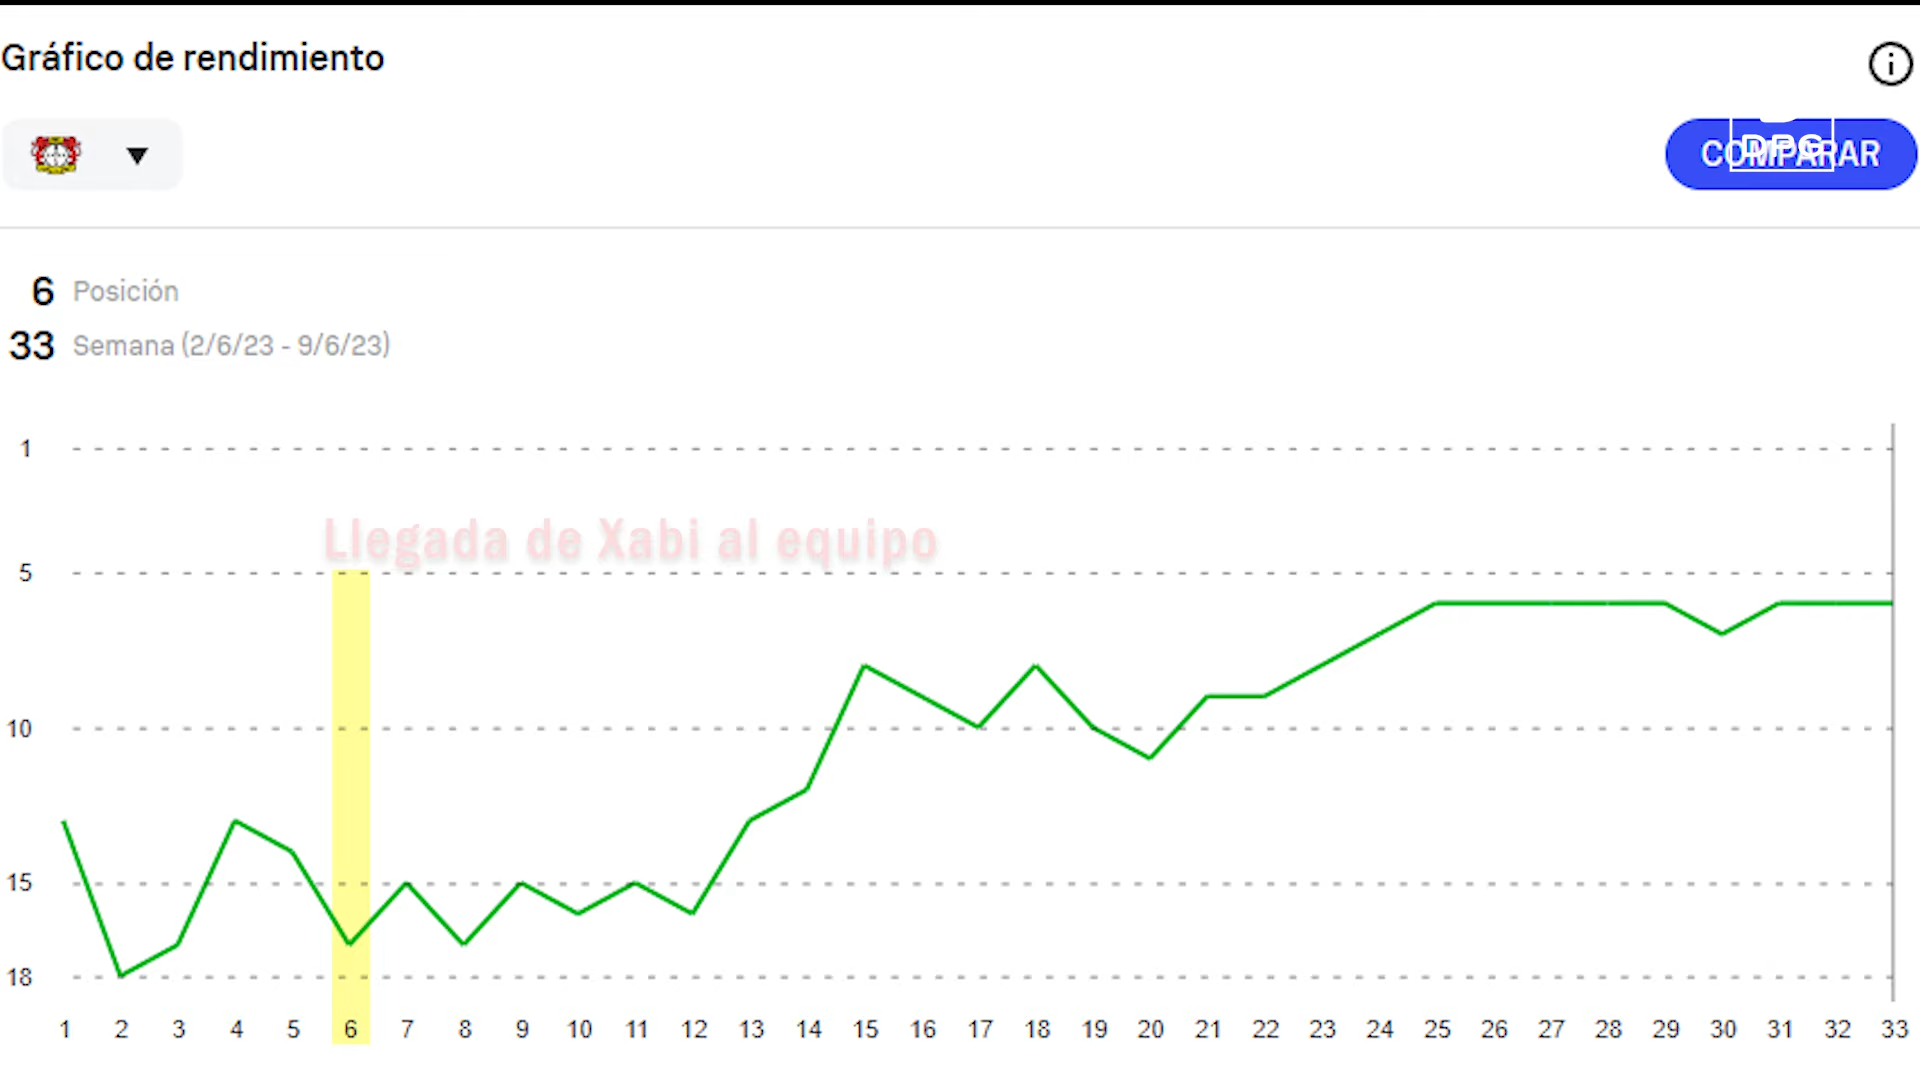 Gráfico de rendimiento
COMPARAR
DPG
6 Posición
33 Semana (2/6/23 - 9/6/23)
1
Llegada de Xabi al equipo
5
10
15
18
1 2 3 4 5 6 7 8 9 10 11 12 13 14 15 16 17 18 19 20 21 22 23 24 25 26 27 28 29 30 31 32 33